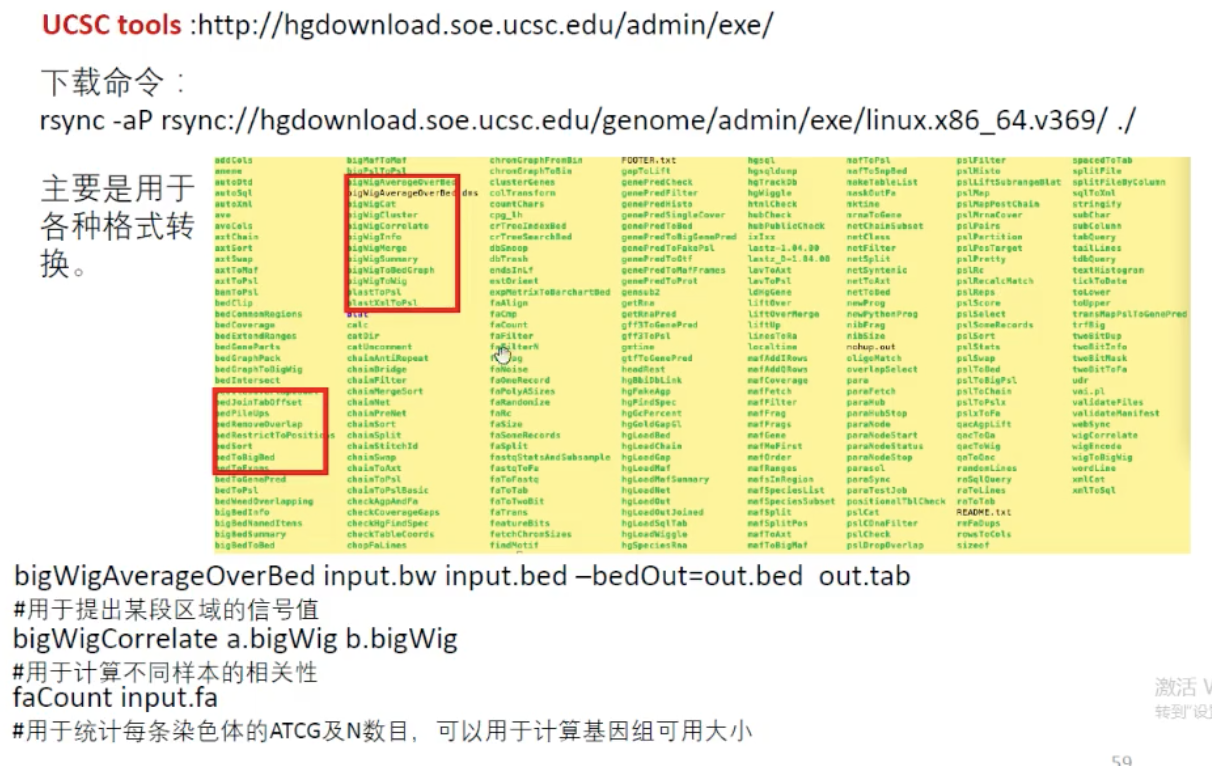 UCSC tools :http://hgdownload.soe.ucsc.edu/admin/exe/
下载命令：
rsync -aP rsync://hgdownload.soe.ucsc.edu/genome/admin/exe/linux.x86_64.v369/ ./
主要是用于
各种格式转
换。
addCols bigMafToMaf chromGraphFromBin FOOTER.txt hgsql mafToPsl pslFilter spacedToTab
bigPslToPsl chromGraphToBin gapToLift hgsqldump mafToSnpBed pslHisto splitFile
autoDtd bigWigAverageOverBed clusterGenes genePredCheck hgTrackDb makeTableList pslLiftSubrangeBlat splitFileByColumn
autoSql bigWigAverageOverBed.dms colTransform genePredFilter hgWiggle maskOutFa pslMap sqlToXml
autoXml bigWigCat countChars genePredHisto htmlCheck mktime pslMapPostChain stringify
ave bigWigCluster cpg_lh genePredSingleCover hubCheck mrnaToGene pslMrnaCover subChar
aveCols bigWigCorrelate crTreeIndexBed genePredToBed hubPublicCheck netChainSubset pslPairs subColumn
axtChain bigWigInfo crTreeSearchBed genePredToBigGenePred ixIxx netClass pslPartition tabQuery
axtSort bigWigMerge dbSnoop genePredToFakePsl lastz-1.04.00 netFilter pslPosTarget tailLines
axtSwap bigWigSummary dbTrash genePredToGtf lastz_D-1.04.00 netSplit pslPretty tdbQuery
axtToMaf bigWigToBedGraph endsInLf genePredToMafFrames lavToAxt netSyntenic pslRc textHistogram
axtToPsl bigWigToWig estOrient genePredToProt lavToPsl netToAxt pslRecalcMatch tickToDate
bamToPsl blastToPsl expMatrixToBarchartBed gensub2 ldHgGene netToBed pslReps toLower
bedClip blastXmlToPsl faAlign getRna liftOver newProg pslScore toUpper
bedCommonRegions blat faCmp getRnaPred liftOverMerge newPythonProg pslSelect transMapPslToGenePred
bedCoverage calc faCount gff3ToGenePred liftUp nibFrag pslSomeRecords trfBig
bedExtendRanges catDir faFilter gff3ToPsl linesToRa nibSize pslSort twoBitDup
bedGeneParts catUncomment faFilterN gmtime localtime nohup.out pslStats twoBitInfo
bedGraphPack chainAntiRepeat gtfToGenePred mafAddIRows oligoMatch pslSwap twoBitMask
bedGraphToBigWig chainBridge faNoise headRest mafAddQRows overlapSelect pslToBed twoBitToFa
bedIntersect chainFilter faOneRecord hgBbiDbLink mafCoverage para pslToBigPsl udr
chainMergeSort faPolyASizes hgFakeAgp mafFetch paraFetch pslToChain vai.pl
bedJoinTabOffset chainNet faRandomize hgFindSpec mafFilter paraHub pslToPslx validateFiles
bedPileUps chainPreNet faRc hgGcPercent mafFrag paraHubStop pslxToFa validateManifest
bedRemoveOverlap chainSort faSize hgGoldGapGl mafFrags paraNode qacAgpLift webSync
bedRestrictToPositions chainSplit faSomeRecords hgLoadBed mafGene paraNodeStart qacToQa wigCorrelate
bedSort chainStitchId faSplit hgLoadChain mafMeFirst paraNodeStatus qacToWig wigEncode
bedToBigBed chainSwap fastqStatsAndSubsample hgLoadGap mafOrder paraNodeStop qaToQac wigToBigWig
bedToExons chainToAxt fastqToFa hgLoadMaf mafRanges parasol randomLines wordLine
bedToGenePred chainToPsl faToFastq hgLoadMafSummary mafsInRegion paraSync raSqlQuery xmlCat
bedToPsl chainToPslBasic faToTab hgLoadNet mafSpeciesList paraTestJob raToLines xmlToSql
bedWeedOverlapping checkAgpAndFa faToTwoBit hgLoadOut mafSpeciesSubset positionalTblCheck raToTab
bigBedInfo checkCoverageGaps faTrans hgLoadOutJoined mafSplit pslCat README.txt
bigBedNamedItems checkHgFindSpec featureBits hgLoadSqlTab mafSplitPos pslCDnaFilter rmFaDups
bigBedSummary checkTableCoords fetchChromSizes hgLoadWiggle mafToAxt pslCheck rowsToCols
bigBedToBed chopFaLines findMotif hgSpeciesRna mafToBigMaf pslDropOverlap sizeof
bigWigAverageOverBed input.bw input.bed –bedOut=out.bed out.tab
#用于提出某段区域的信号值
bigWigCorrelate a.bigWig b.bigWig
#用于计算不同样本的相关性
faCount input.fa
#用于统计每条染色体的ATCG及N数目，可以用于计算基因组可用大小
激活 W
转到"设
59